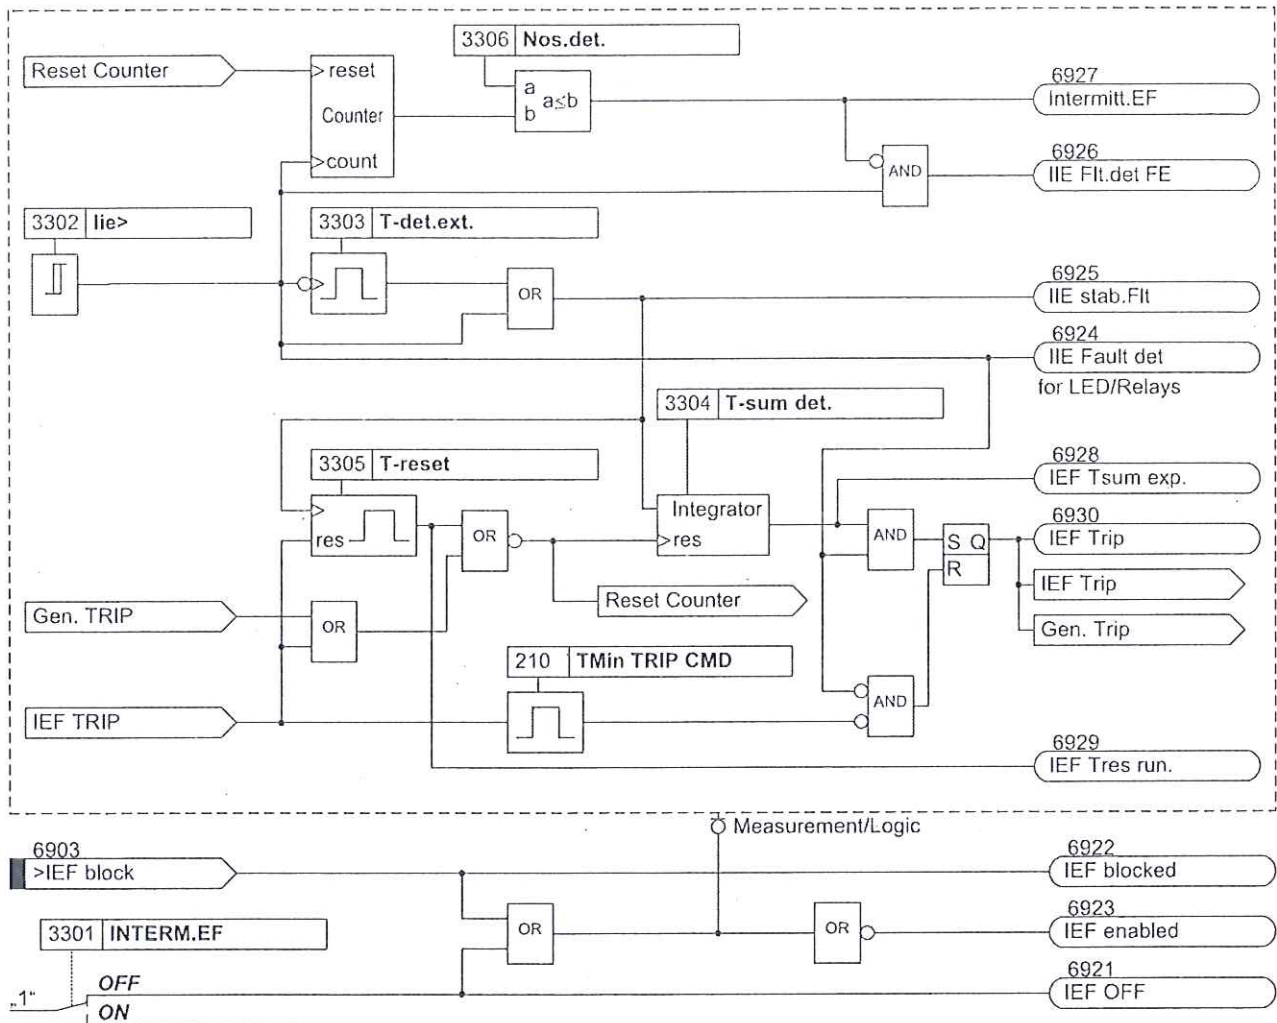 3306 Nos.det.
Reset Counter
reset
a
b
a≤b
6927
Intermitt.EF
Counter
count
6926
AND
IIE Flt.det FE
3302 Iie>
3303 T-det.ext.
OR
6925
IIE stab.Flt
6924
IIE Fault det
for LED/Relays
3304 T-sum det.
3305 T-reset
6928
IEF Tsum exp.
Integrator
res
res
OR
AND
S Q
R
6930
IEF Trip
IEF Trip
Reset Counter
Gen. TRIP
OR
Gen. Trip
210 TMin TRIP CMD
IEF TRIP
AND
6929
IEF Tres run.
Measurement/Logic
6903
>IEF block
6922
IEF blocked
6923
3301 INTERM.EF
OR
OR
IEF enabled
6921
OFF
IEF OFF
„1“
ON